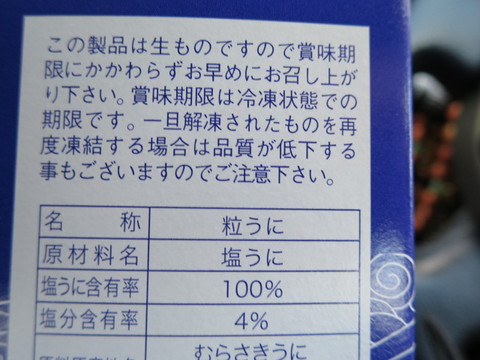 この製品は生ものですので賞味期
限にかかわらずお早めにお召し上が
り下さい。賞味期限は冷凍状態での
期限です。一旦解凍されたものを再
度凍結する場合は品質が低下する
事もございますのでご注意下さい。
名 称 粒うに
原材料名 塩うに
塩うに含有率 100%
塩分含有率 4%
むらさきうに